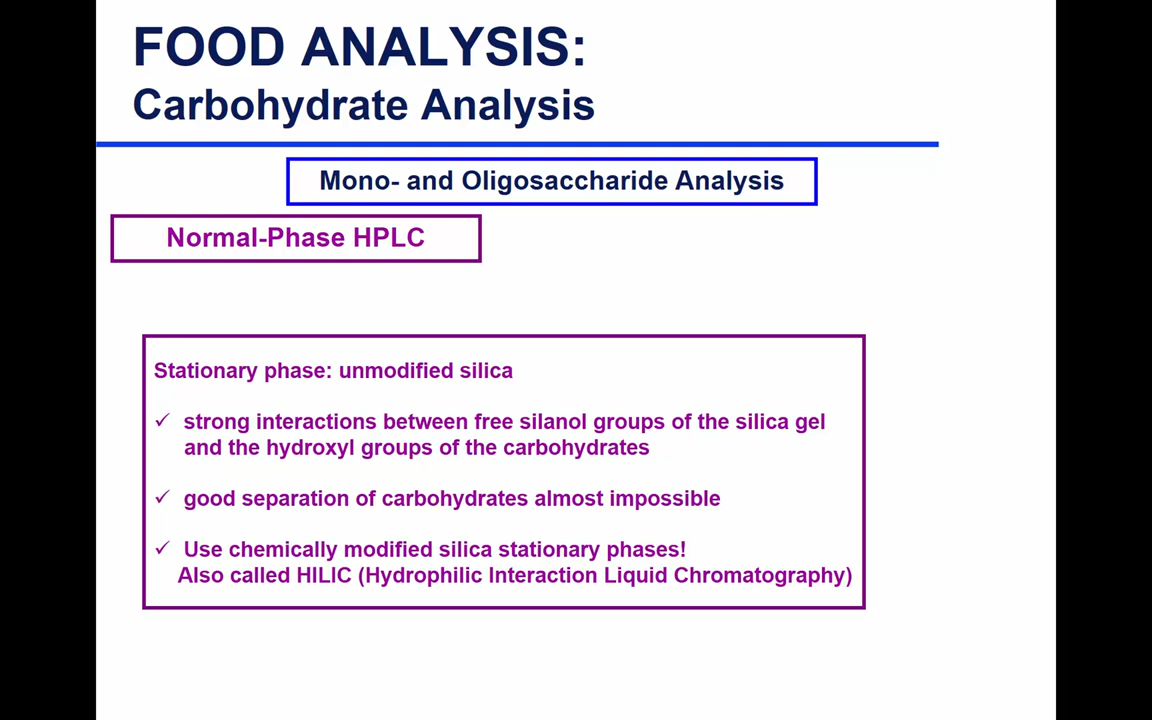 FOOD ANALYSIS:
Carbohydrate Analysis
Mono- and Oligosaccharide Analysis
Normal-Phase HPLC
Stationary phase: unmodified silica
✓ strong interactions between free silanol groups of the silica gel
and the hydroxyl groups of the carbohydrates
✓ good separation of carbohydrates almost impossible
✓ Use chemically modified silica stationary phases!
Also called HILIC (Hydrophilic Interaction Liquid Chromatography)